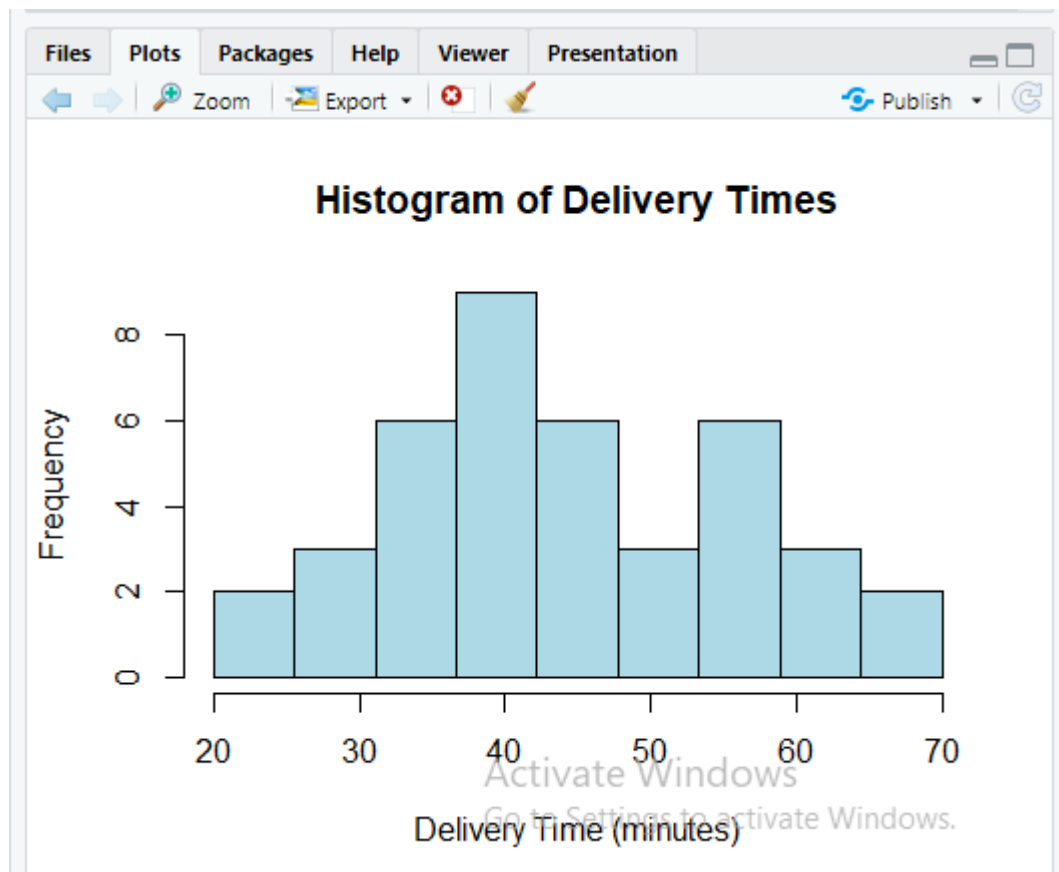 Files Plots Packages Help Viewer Presentation
Zoom Export Publish
Histogram of Delivery Times
Frequency
8
6
4
2
0
20 30 40 50 60 70
Activate Windows
Delivery Time (minutes)
Go to Settings to activate Windows.